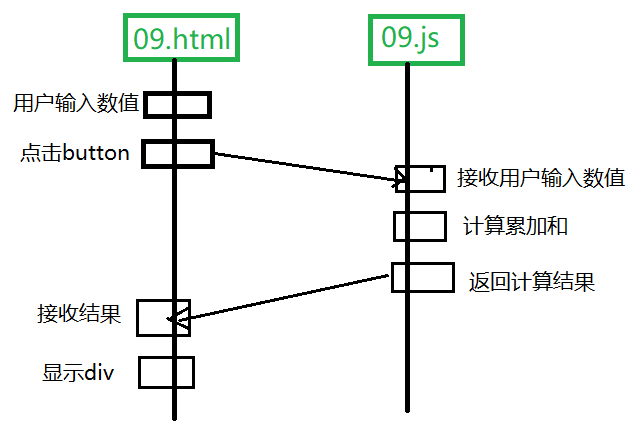 09.html
09.js
用户输入数值
点击button
接收用户输入数值
计算累加和
返回计算结果
接收结果
显示div